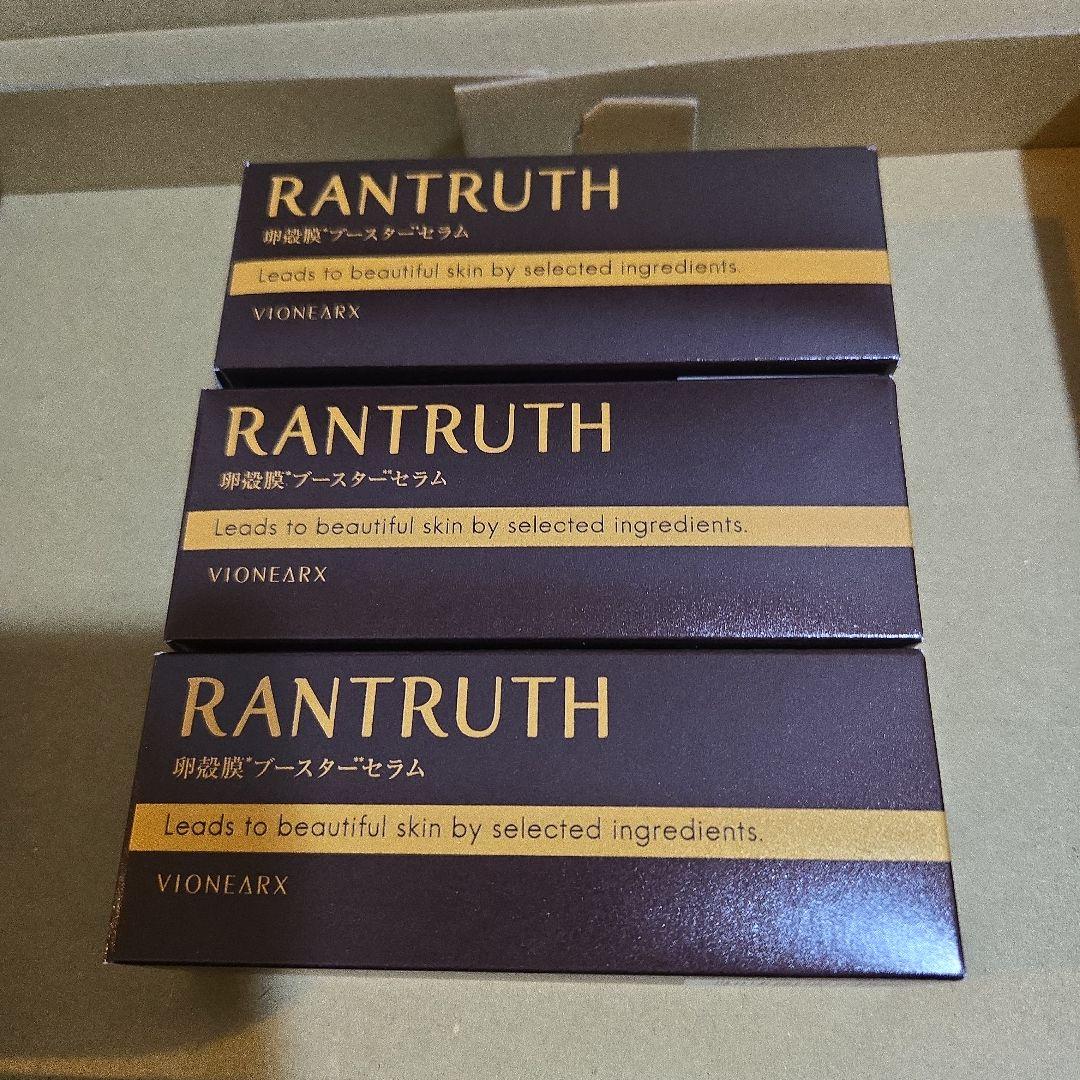 RANTRUTH
卵殻膜*ブースター**セラム
Leads to beautiful skin by selected ingredients.
VIONEARX
RANTRUTH
卵殻膜*ブースター**セラム
Leads to beautiful skin by selected ingredients.
VIONEARX
RANTRUTH
卵殻膜*ブースター**セラム
Leads to beautiful skin by selected ingredients.
VIONEARX